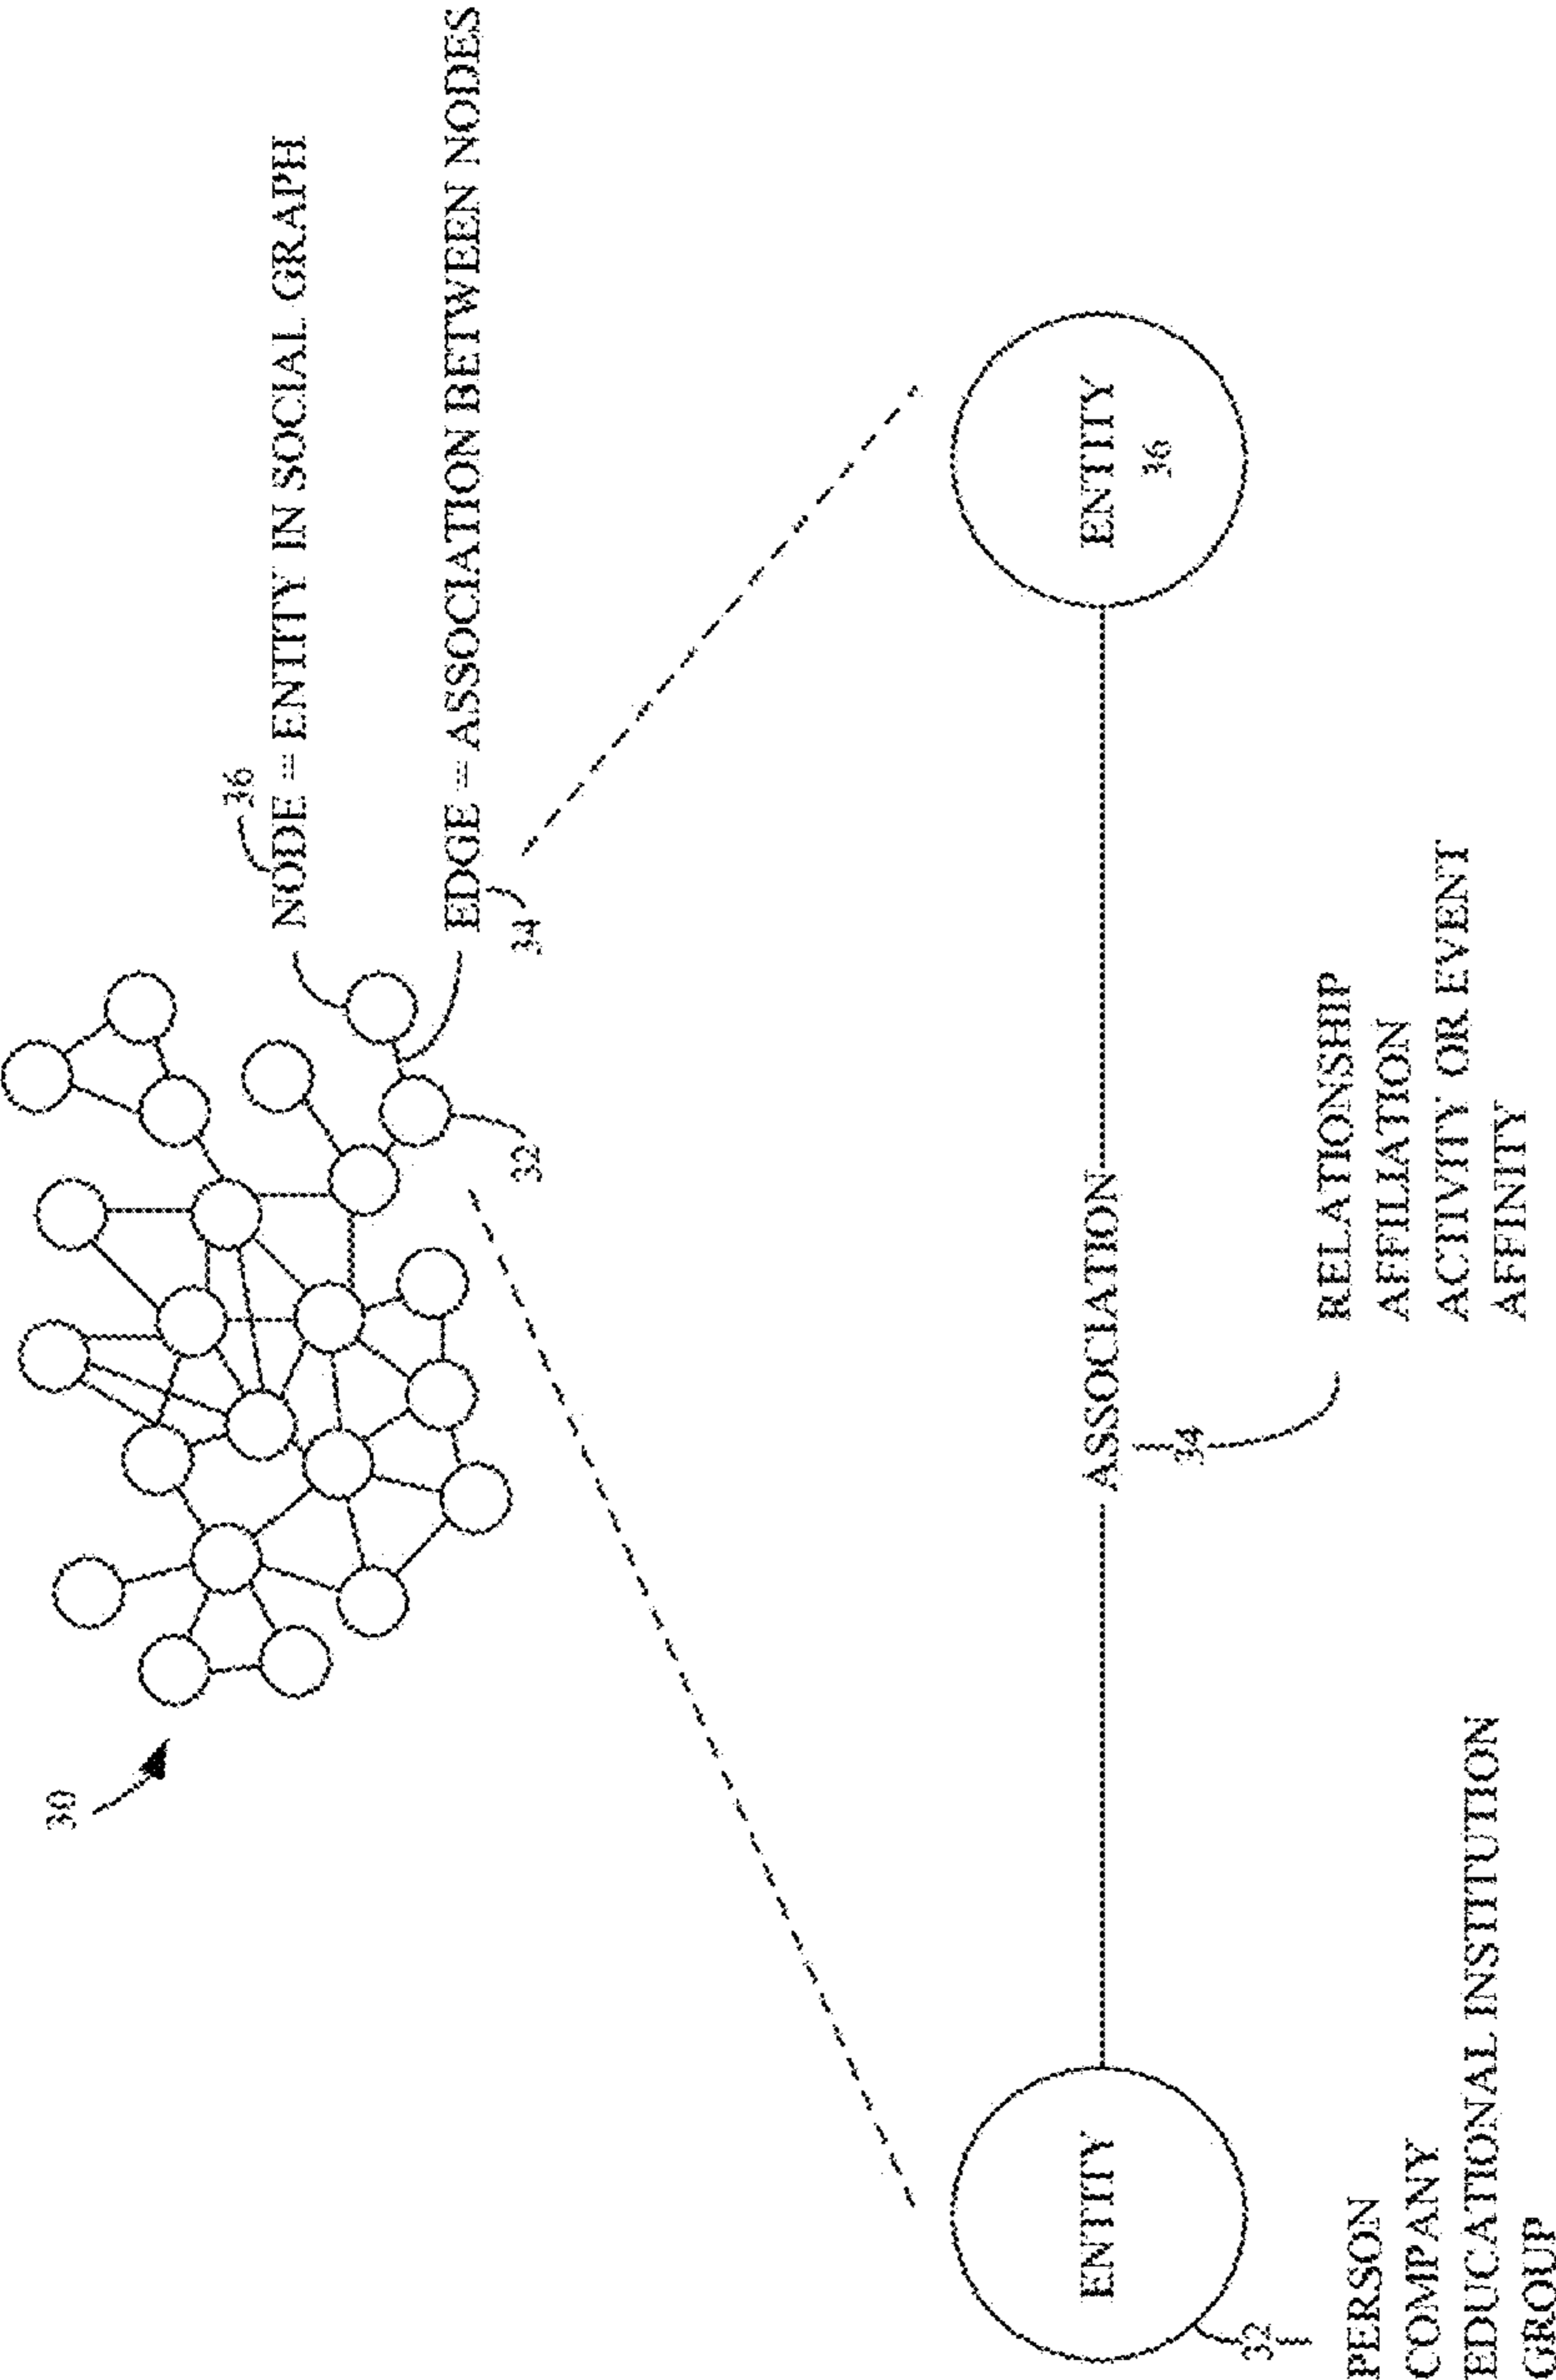 30
36
NODE = ENTITY IN SOCIAL GRAPH
EDGE = ASSOCIATION BETWEEN NODES
34
32
ENTITY
ASSOCIATION
ENTITY
36
34
32
PERSON
COMPANY
EDUCATIONAL INSTITUTION
GROUP
RELATIONSHIP
AFFILIATION
ACTIVITY OR EVENT
AFFINITY